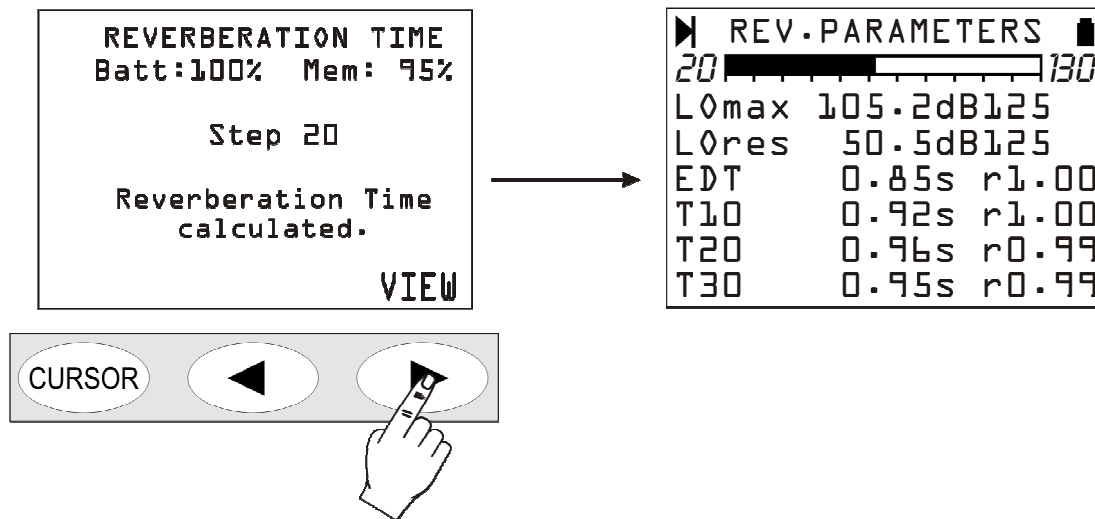 REVERBERATION TIME
Batt:100% Mem: 95%
Step 20
Reverberation Time
calculated.
VIEW
CURSOR
REV.PARAMETERS
20 130
L0max 105.2dB125
L0res 50.5dB125
EDT 0.85s r1.00
T10 0.92s r1.00
T20 0.96s r0.99
T30 0.95s r0.99